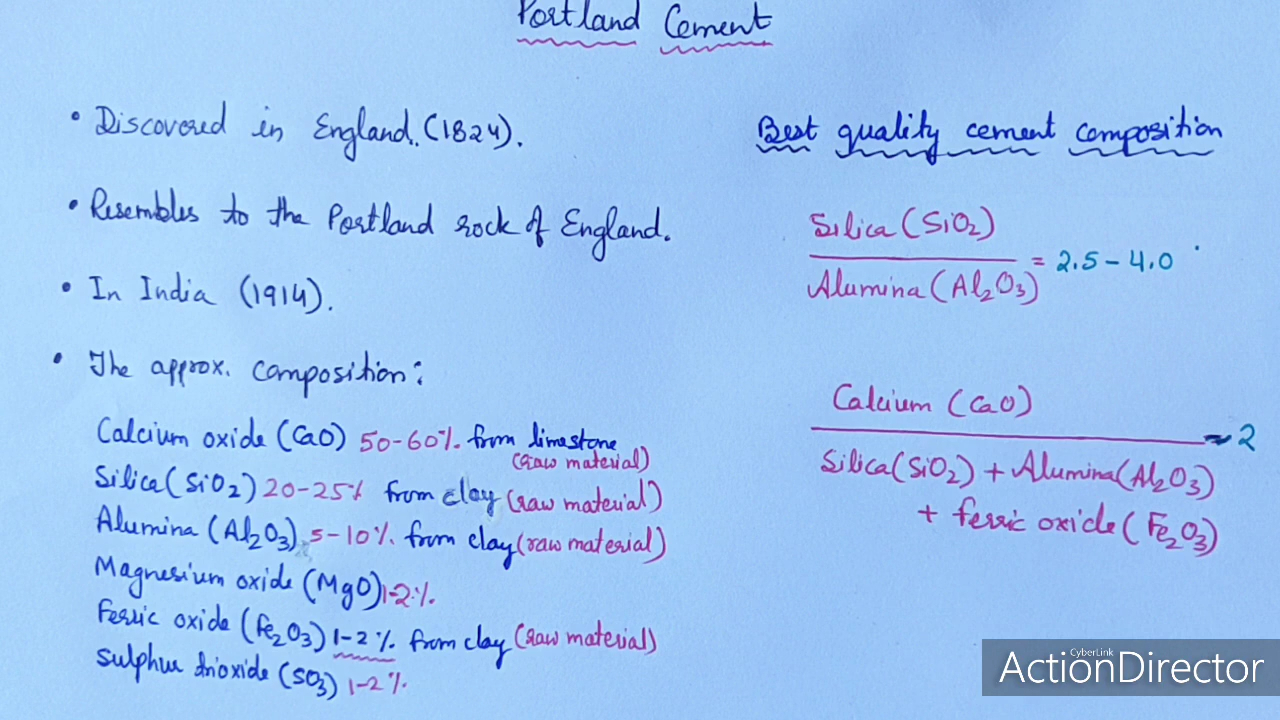 Portland Cement
• Discovered in England. (1824).
• Resembles to the Portland rock of England.
• In India (1914).
• The approx. composition:
Calcium oxide (CaO) 50-60% from limestone
(raw material)
Silica (SiO₂) 20-25% from clay (raw material)
Alumina (Al₂O₃) 5-10% from clay (raw material)
Magnesium oxide (MgO) 1-2%.
Ferric oxide (Fe₂O₃) 1-2% from clay (raw material)
Sulphur trioxide (SO₃) 1-2%.
Best quality cement composition
Silica (SiO₂)
Alumina (Al₂O₃)
= 2.5 - 4.0
Calcium (CaO)
Silica (SiO₂) + Alumina (Al₂O₃)
+ ferric oxide (Fe₂O₃)
~ 2
CyberLink
ActionDirector